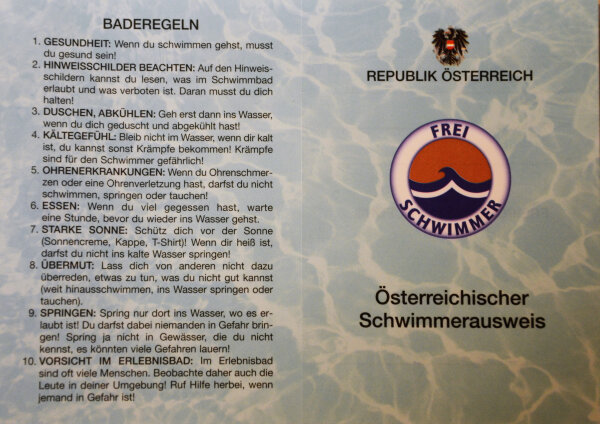 BADEREGELN
1. GESUNDHEIT: Wenn du schwimmen gehst, musst
du gesund sein!
2. HINWEISSCHILDER BEACHTEN: Auf den Hinweis-
schildern kannst du lesen, was im Schwimmbad
erlaubt und was verboten ist. Daran musst du dich
halten!
3. DUSCHEN, ABKÜHLEN: Geh erst dann ins Wasser,
wenn du dich geduscht und abgekühlt hast!
4. KÄLTEGEFÜHL: Bleib nicht im Wasser, wenn dir kalt
ist, du kannst sonst Krämpfe bekommen! Krämpfe
sind für den Schwimmer gefährlich!
5. OHRENERKRANKUNGEN: Wenn du Ohrenschmer-
zen oder eine Ohrenverletzung hast, darfst du nicht
schwimmen, springen oder tauchen!
6. ESSEN: Wenn du viel gegessen hast, warte
eine Stunde, bevor du wieder ins Wasser gehst.
7. STARKE SONNE: Schütz dich vor der Sonne
(Sonnencreme, Kappe, T-Shirt)! Wenn dir heiß ist,
darfst du nicht ins kalte Wasser springen!
8. ÜBERMUT: Lass dich von anderen nicht dazu
überreden, etwas zu tun, was du nicht gut kannst
(weit hinausschwimmen, ins Wasser springen oder
tauchen).
9. SPRINGEN: Spring nur dort ins Wasser, wo es er-
laubt ist! Du darfst dabei niemanden in Gefahr brin-
gen! Spring ja nicht in Gewässer, die du nicht
kennst, es könnten viele Gefahren lauern!
10. VORSICHT IM ERLEBNISBAD: Im Erlebnisbad
sind oft viele Menschen. Beobachte daher auch die
Leute in deiner Umgebung! Ruf Hilfe herbei, wenn
jemand in Gefahr ist!
REPUBLIK ÖSTERREICH
FREI
SCHWIMMER
Österreichischer
Schwimmerausweis